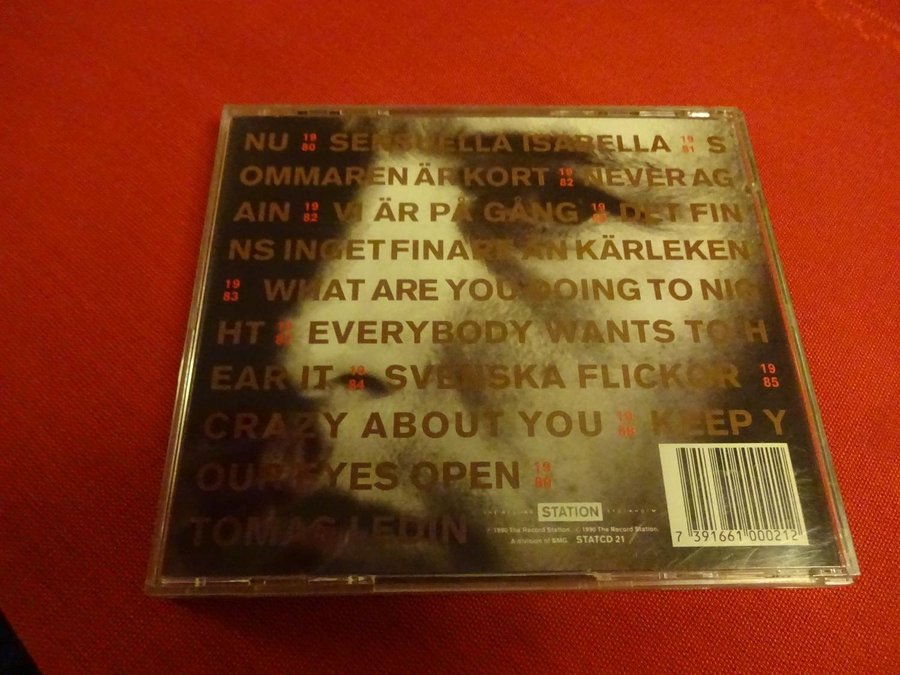 NU 19 80 SENSUELLA ISABELLA 19 81 S
OMMAREN ÄR KORT 19 82 NEVER AG
AIN 19 82 VI ÄR PÅ GÅNG DET FIN
NS INGET FINARE ÄN KÄRLEKEN
19 83 WHAT ARE YOU DOING TO NIG
HT EVERYBODY WANTS TO H
EAR IT 19 84 SVENSKA FLICKOR 19 85
CRAZY ABOUT YOU KEEP Y
OUR EYES OPEN
TOMAS LEDIN
STATION
1990 The Record Station. 1990 The Record Station.
A division of BMG. STATCD 21
7 391661 000212